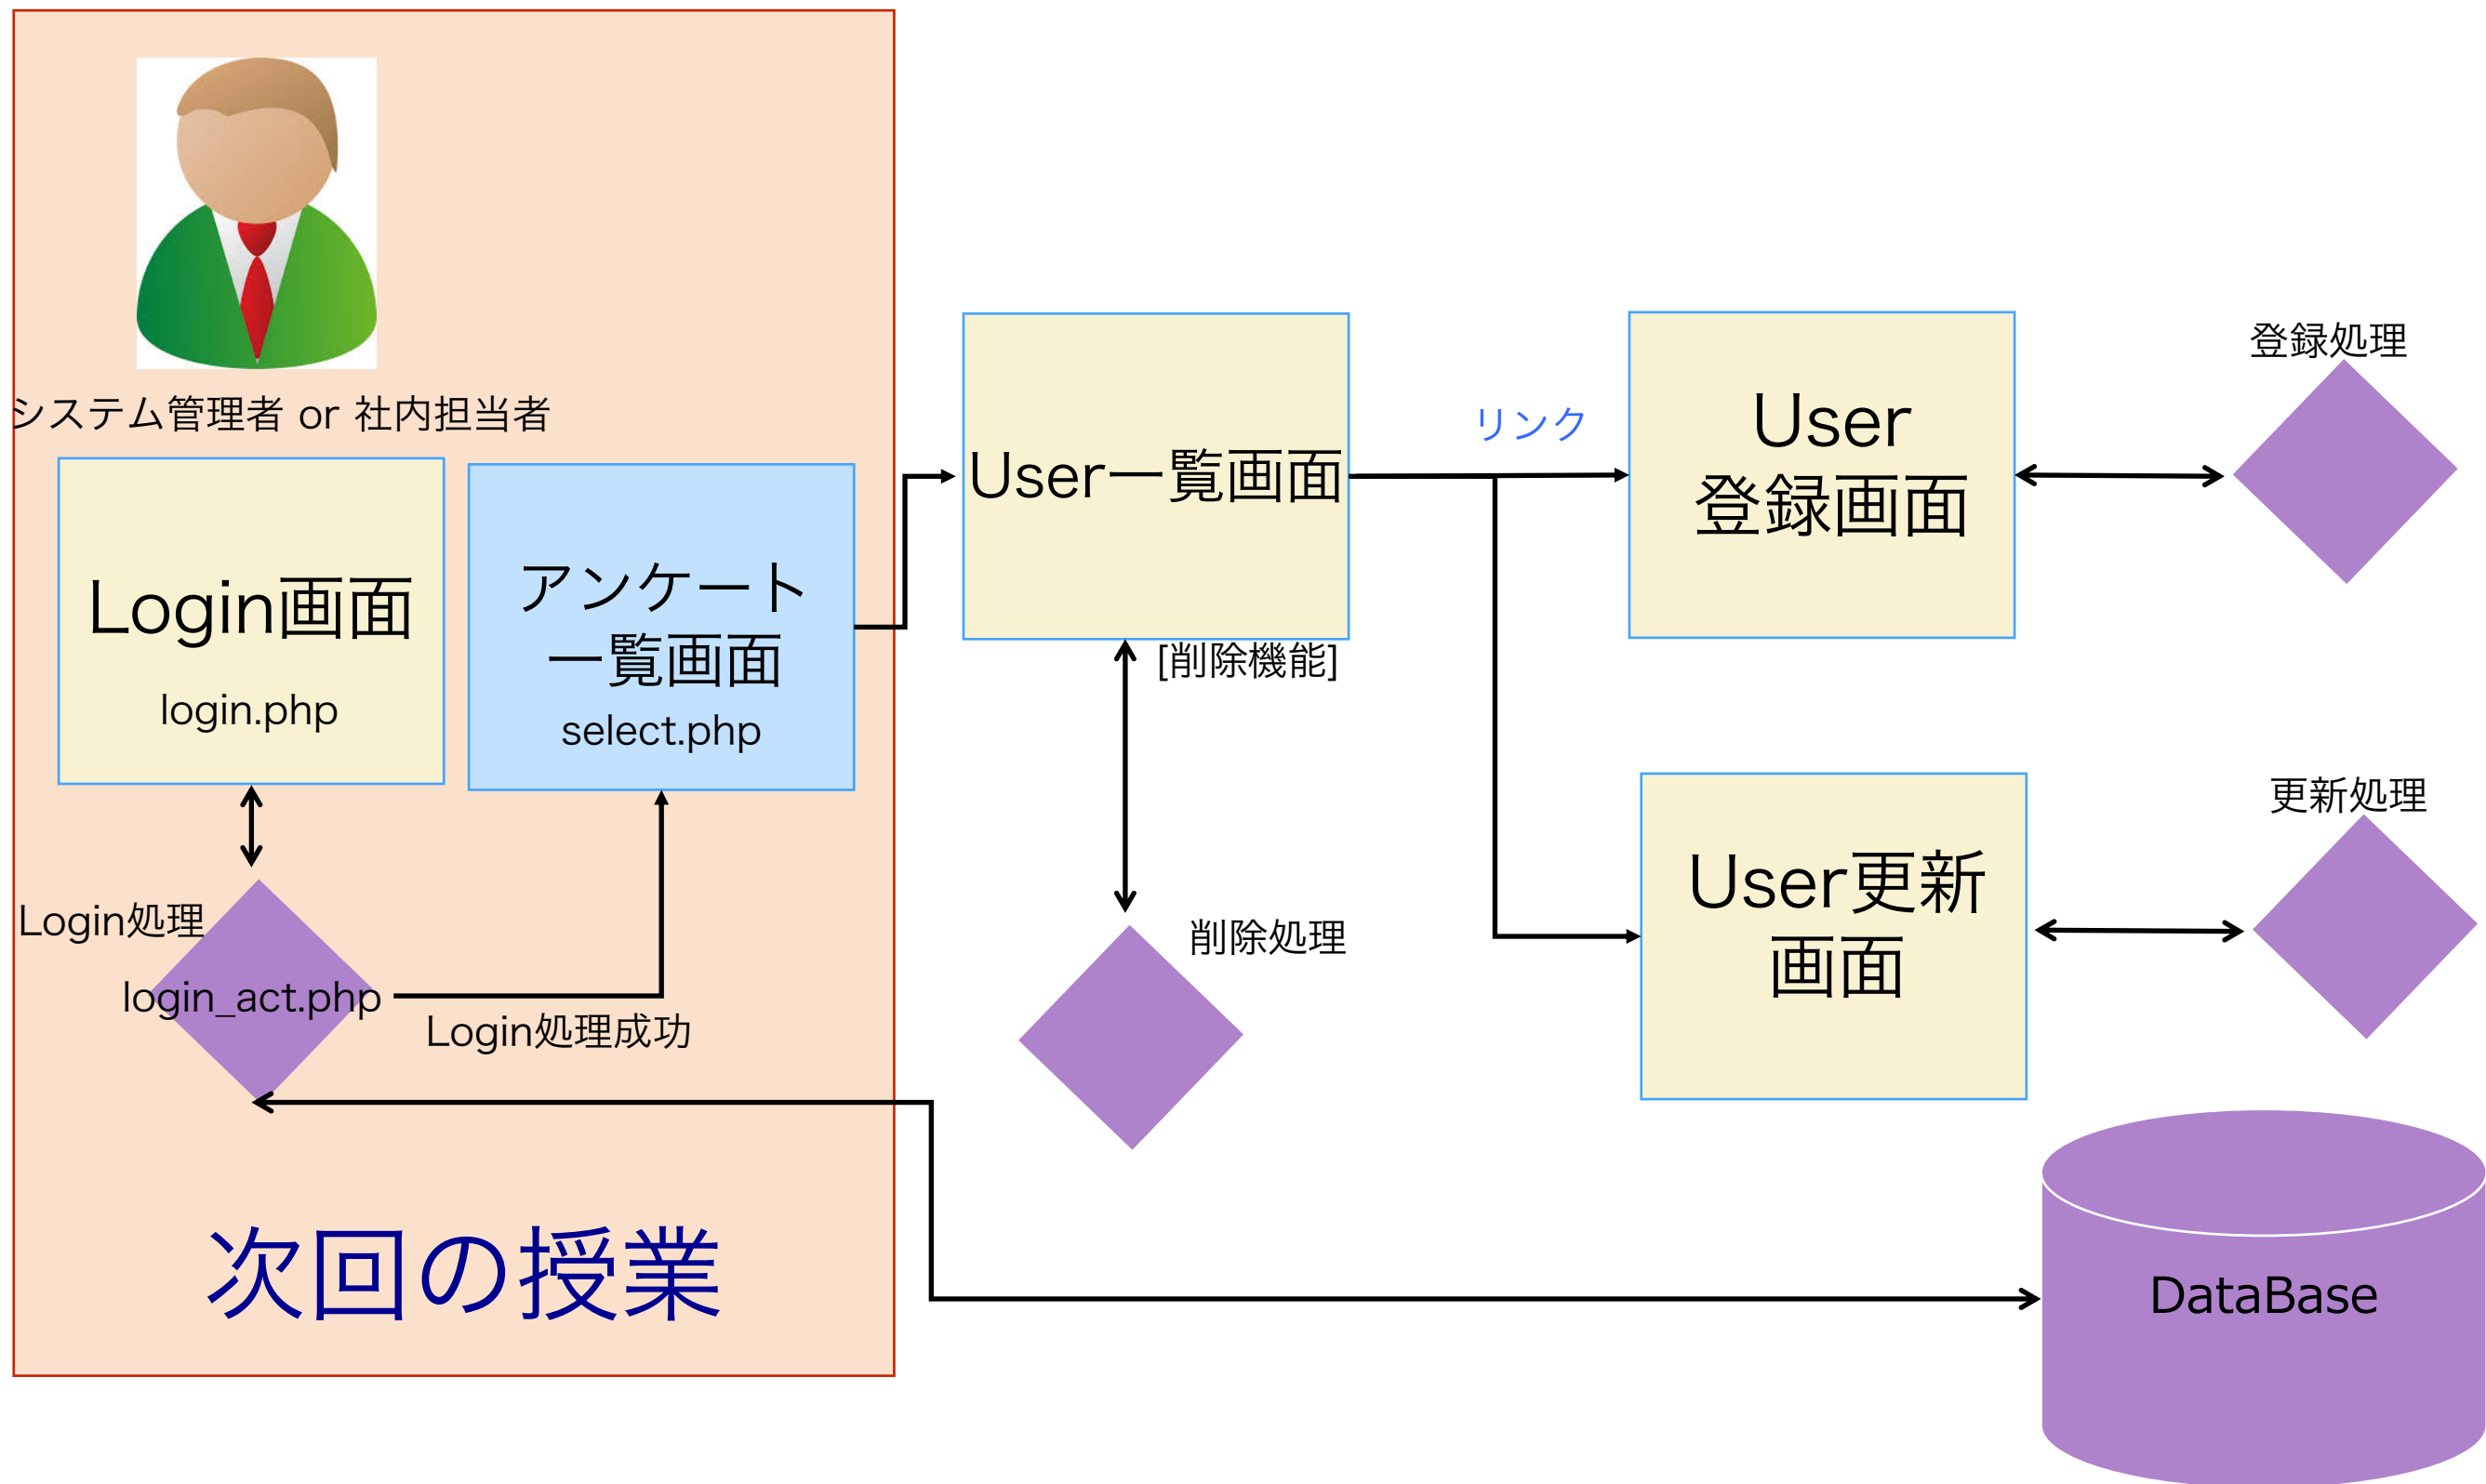 システム管理者 or 社内担当者
Login画面
login.php
アンケート
一覧画面
select.php
Login処理
login_act.php
Login処理成功
次回の授業
User一覧画面
[削除機能]
削除処理
リンク
User
登録画面
登録処理
User更新
画面
更新処理
DataBase